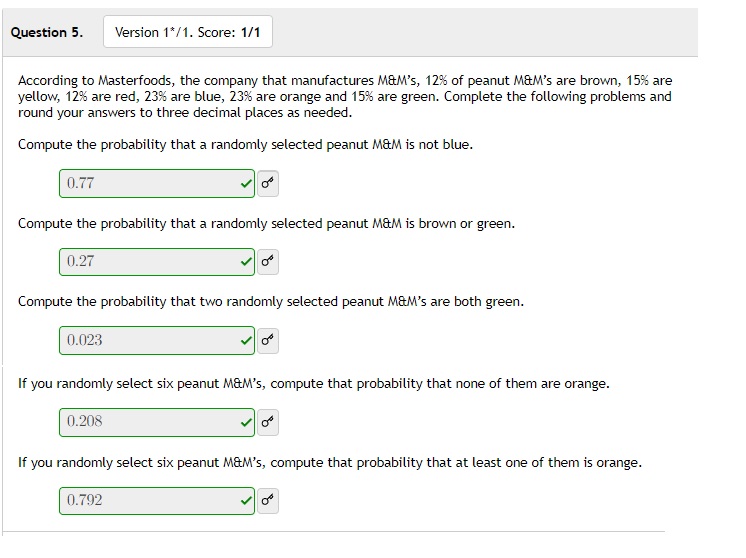 Question 5. Version 1*/1. Score: 1/1
According to Masterfoods, the company that manufactures M&M's, 12% of peanut M&M's are brown, 15% are
yellow, 12% are red, 23% are blue, 23% are orange and 15% are green. Complete the following problems and
round your answers to three decimal places as needed.
Compute the probability that a randomly selected peanut M&M is not blue.
0.77
Compute the probability that a randomly selected peanut M&M is brown or green.
0.27
Compute the probability that two randomly selected peanut M&M's are both green.
0.023
If you randomly select six peanut M&M's, compute that probability that none of them are orange.
0.208
If you randomly select six peanut M&M's, compute that probability that at least one of them is orange.
0.792